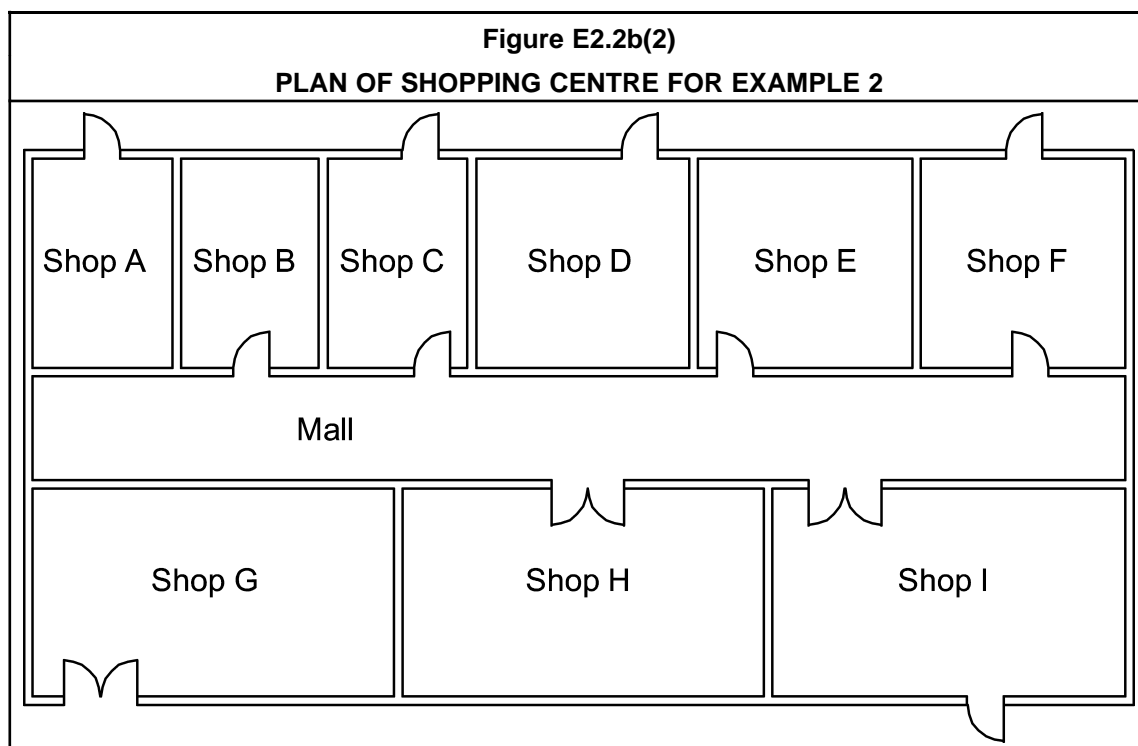 Figure E2.2b(2)
PLAN OF SHOPPING CENTRE FOR EXAMPLE 2
Shop A
Shop B
Shop C
Shop D
Shop E
Shop F
Mall
Shop G
Shop H
Shop I